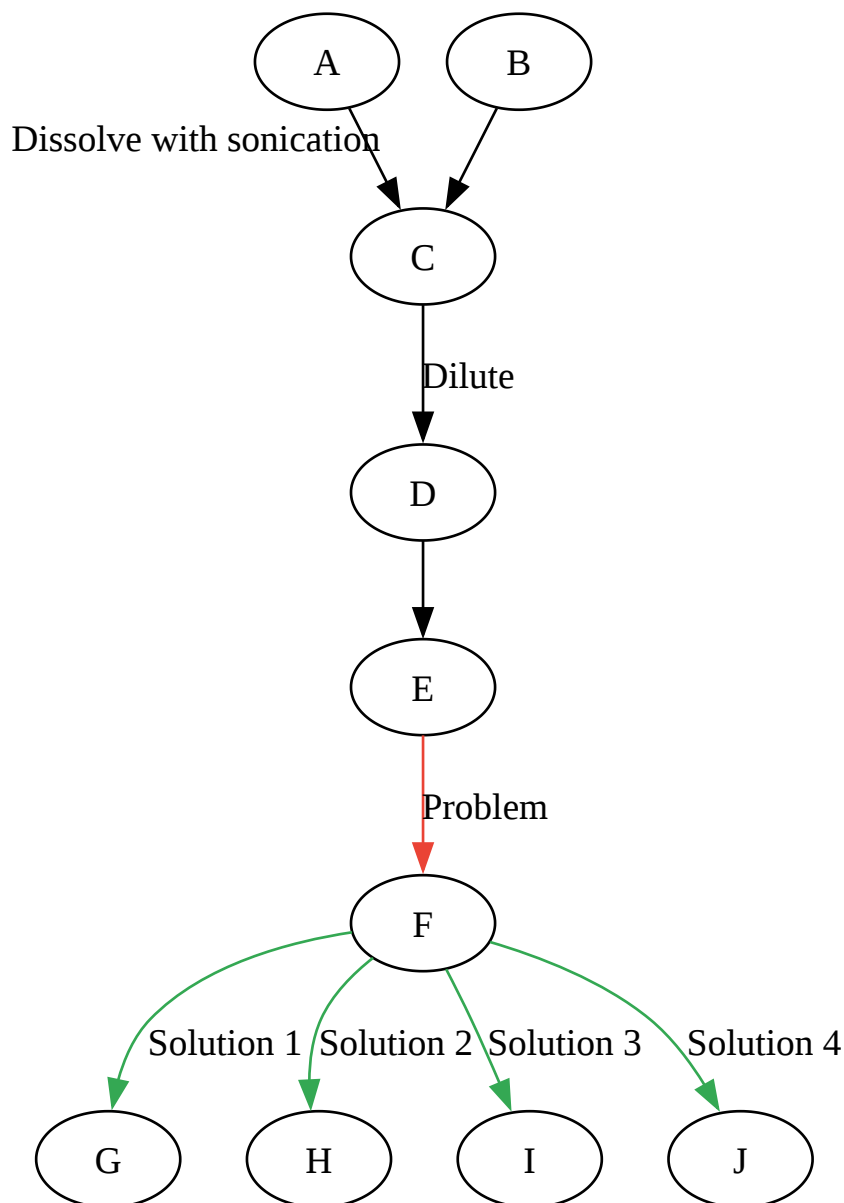 A
B
Dissolve with sonication
C
Dilute
D
E
Problem
F
Solution 1
Solution 2
Solution 3
Solution 4
G
H
I
J